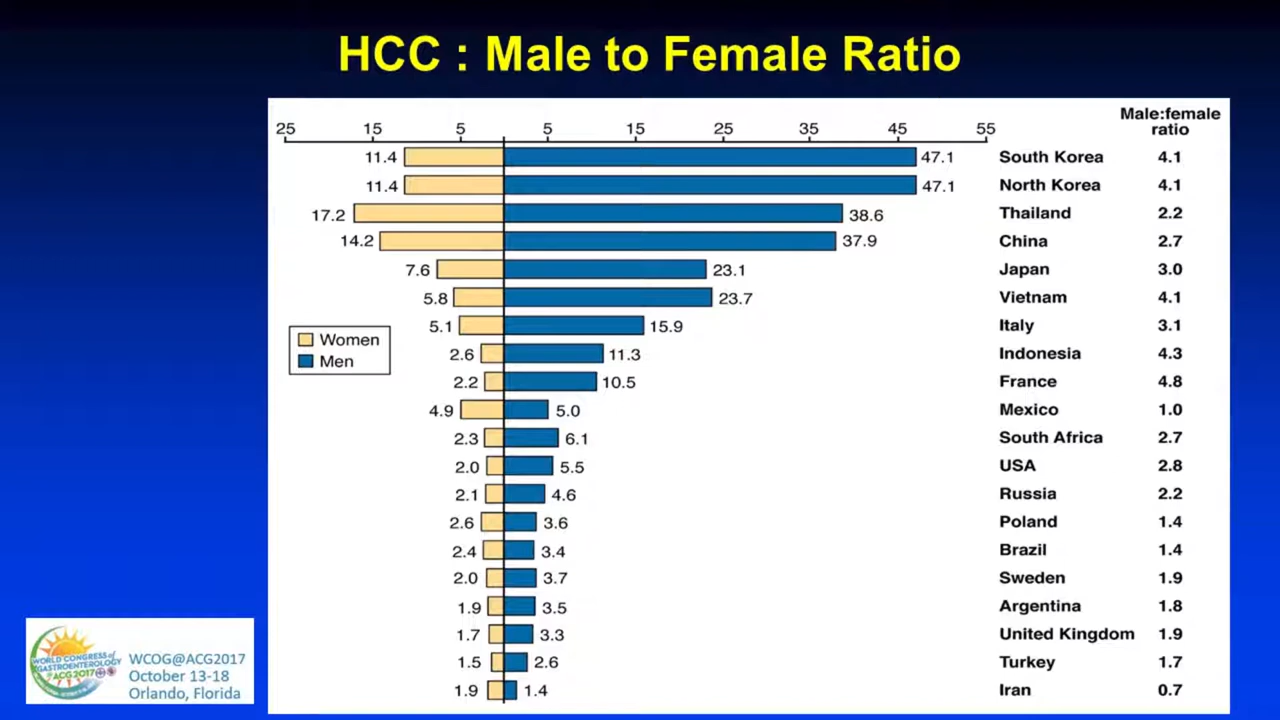 HCC : Male to Female Ratio
Male:female
ratio
25 15 5 5 15 25 35 45 55
11.4 47.1 South Korea 4.1
11.4 47.1 North Korea 4.1
17.2 38.6 Thailand 2.2
14.2 37.9 China 2.7
7.6 23.1 Japan 3.0
5.8 23.7 Vietnam 4.1
5.1 15.9 Italy 3.1
Women
Men
2.6 11.3 Indonesia 4.3
2.2 10.5 France 4.8
4.9 5.0 Mexico 1.0
2.3 6.1 South Africa 2.7
2.0 5.5 USA 2.8
2.1 4.6 Russia 2.2
2.6 3.6 Poland 1.4
2.4 3.4 Brazil 1.4
2.0 3.7 Sweden 1.9
1.9 3.5 Argentina 1.8
1.7 3.3 United Kingdom 1.9
1.5 2.6 Turkey 1.7
1.9 1.4 Iran 0.7
WORLD CONGRESS of
GASTROENTEROLOGY
ACG2017
WCOG@ACG2017
October 13-18
Orlando, Florida